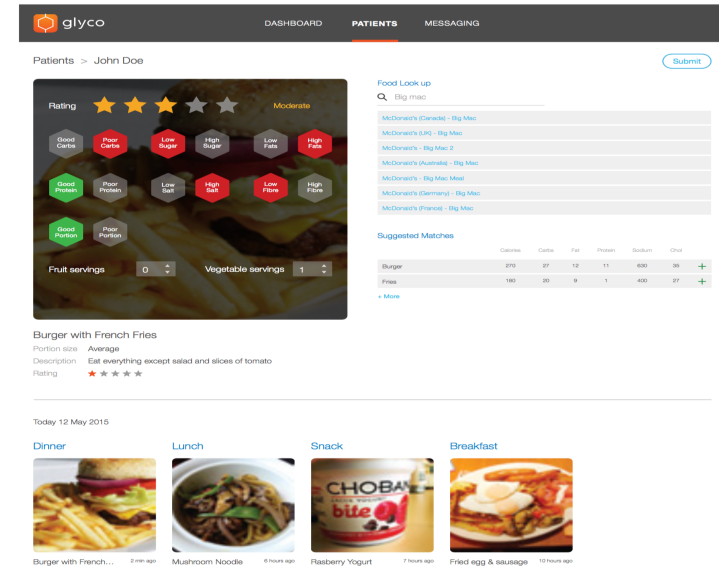 glyco
DASHBOARD PATIENTS MESSAGING
Patients > John Doe
Submit
Rating Moderate
Good Carbs Poor Carbs Low Sugar High Sugar Low Fats High Fats
Good Protein Poor Protein Low Salt High Salt Low Fibre High Fibre
Good Portion Poor Portion
Fruit servings 0 Vegetable servings 1
Food Look up
Big mac
McDonald's (Canada) - Big Mac
McDonald's (UK) - Big Mac
McDonald's - Big Mac 2
McDonald's (Australia) - Big Mac
McDonald's - Big Mac Meal
McDonald's (Germany) - Big Mac
McDonald's (France) - Big Mac
Suggested Matches
Calories Carbs Fat Protein Sodium Chol
Burger 270 27 12 11 630 35 +
Fries 180 20 9 1 400 27 +
+ More
Burger with French Fries
Portion size Average
Description Eat everything except salad and slices of tomato
Rating
Today 12 May 2015
Dinner Lunch Snack Breakfast
CHOBAN
bite
Burger with French... 2 min ago Mushroom Noodle 6 hours ago Rasberry Yogurt 7 hours ago Fried egg & sausage 10 hours ago